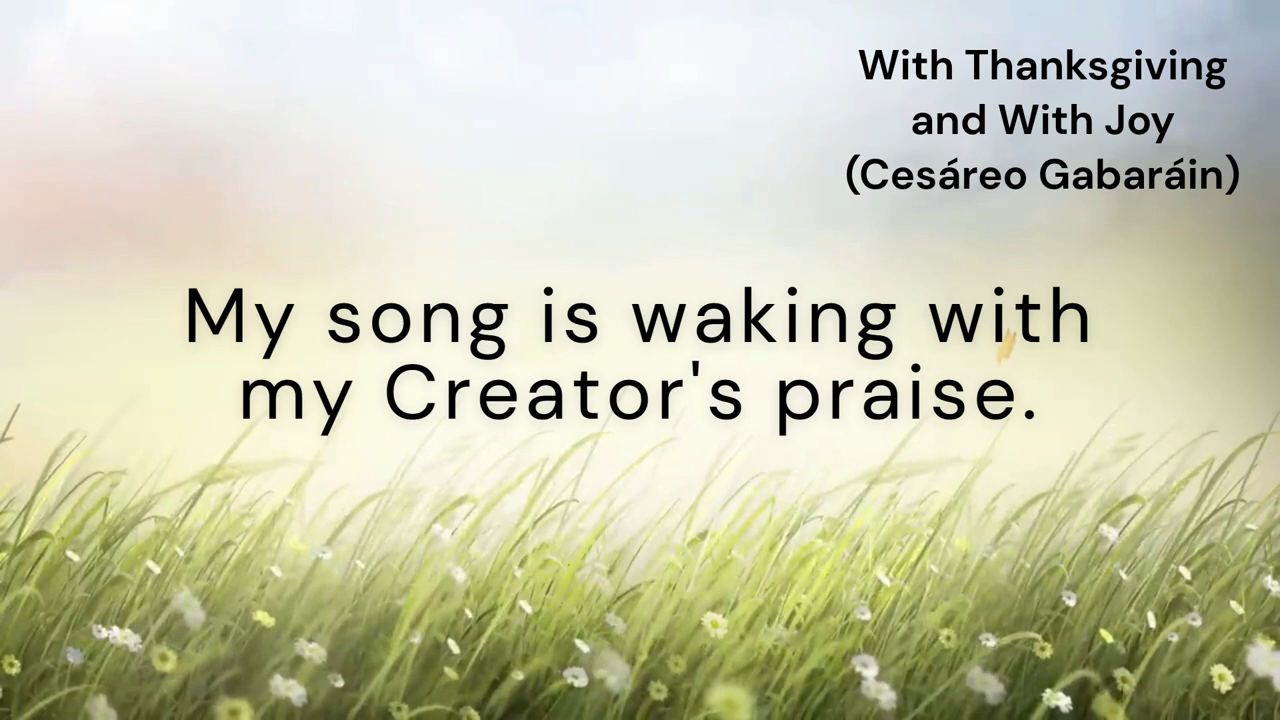 With Thanksgiving
and With Joy
(Cesáreo Gabaráin)
My song is waking with
my Creator's praise.